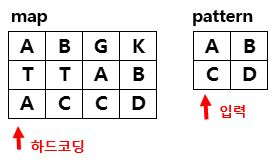 map
A B G K
T T A B
A C C D
하드코딩
pattern
A B
C D
입력